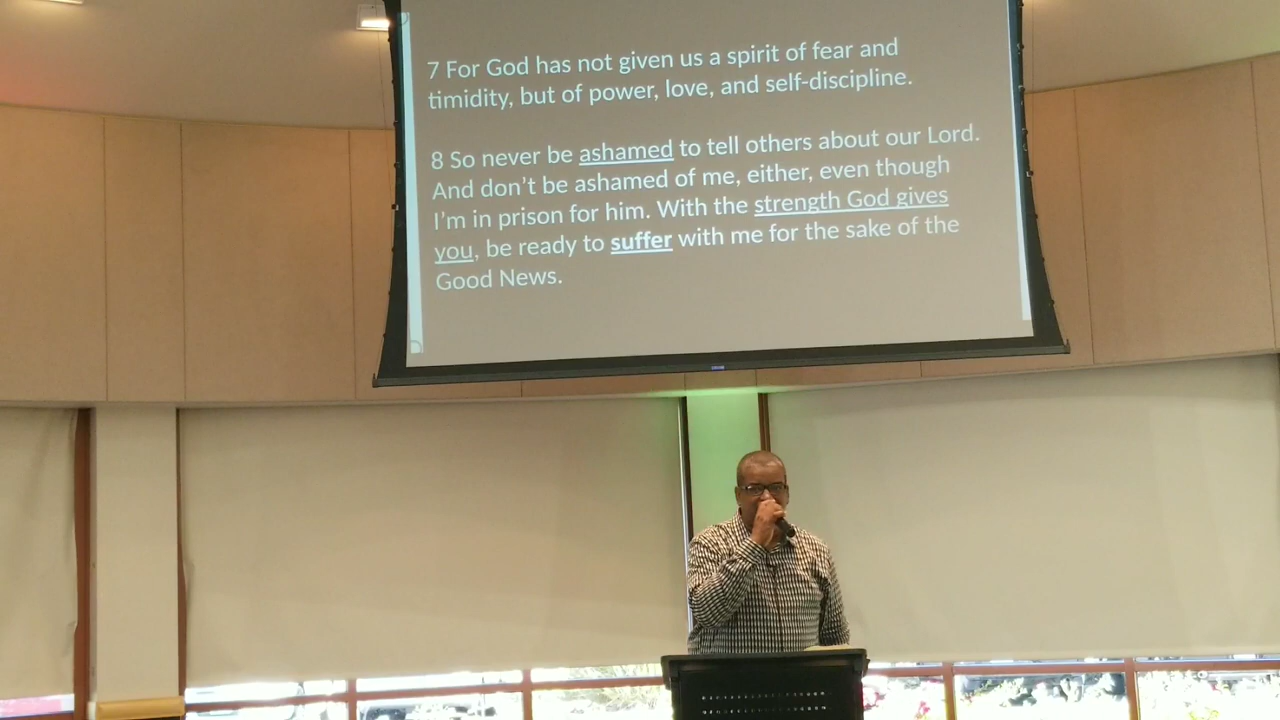 7 For God has not given us a spirit of fear and
timidity, but of power, love, and self-discipline.
8 So never be ashamed to tell others about our Lord.
And don't be ashamed of me, either, even though
I'm in prison for him. With the strength God gives
you, be ready to suffer with me for the sake of the
Good News.